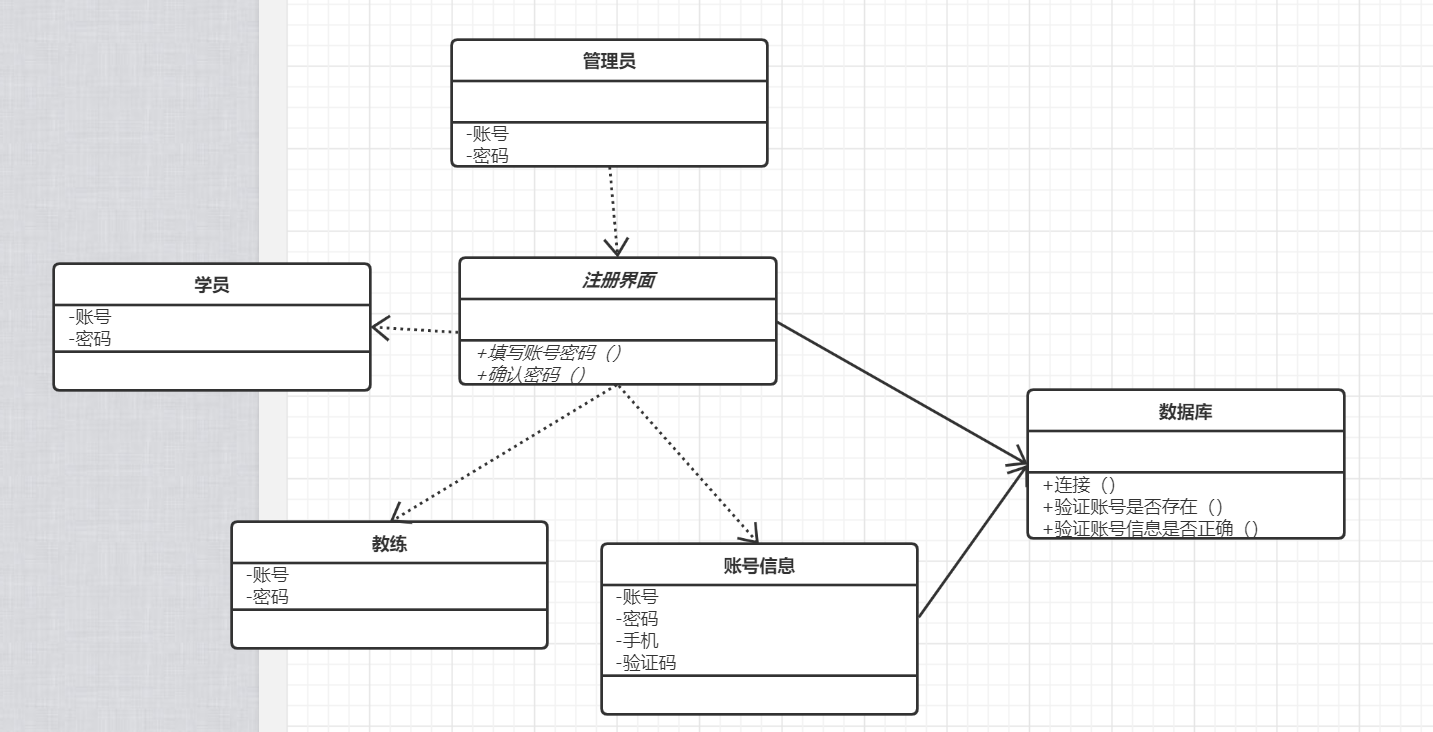 管理员
-账号
-密码
学员
-账号
-密码
注册界面
+填写账号密码（）
+确认密码（）
数据库
+连接（）
+验证账号是否存在（）
+验证账号信息是否正确（）
教练
-账号
-密码
账号信息
-账号
-密码
-手机
-验证码